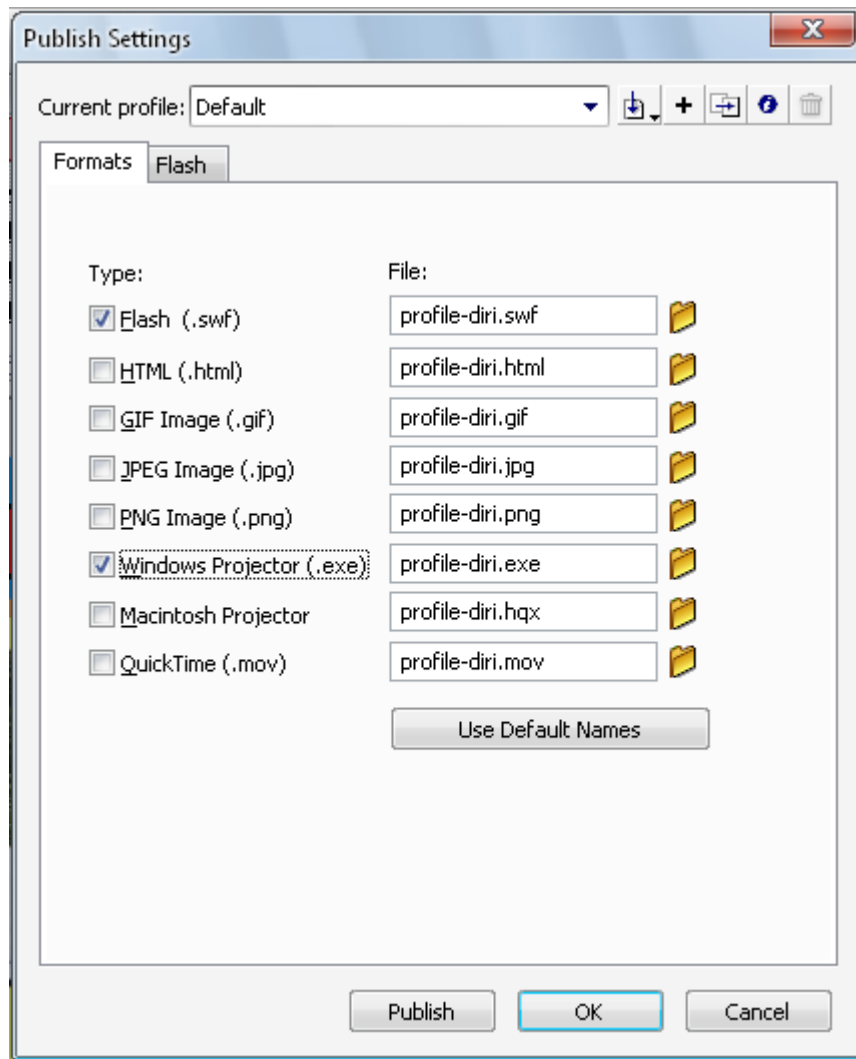 Publish Settings
Current profile: Default
Formats Flash
Type: File:
Flash (.swf) profile-diri.swf
HTML (.html) profile-diri.html
GIF Image (.gif) profile-diri.gif
JPEG Image (.jpg) profile-diri.jpg
PNG Image (.png) profile-diri.png
Windows Projector (.exe) profile-diri.exe
Macintosh Projector profile-diri.hqx
QuickTime (.mov) profile-diri.mov
Use Default Names
Publish OK Cancel